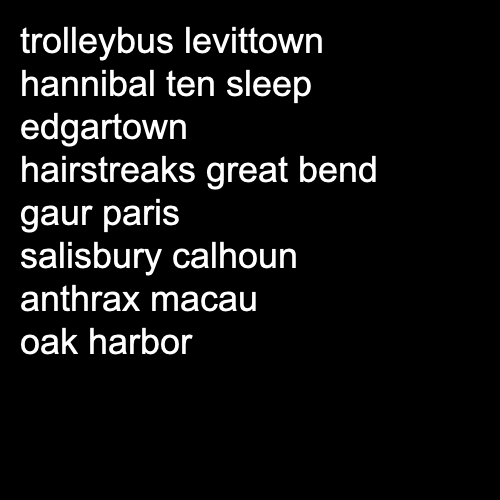 trolleybus levittown
hannibal ten sleep
edgartown
hairstreaks great bend
gaur paris
salisbury calhoun
anthrax macau
oak harbor